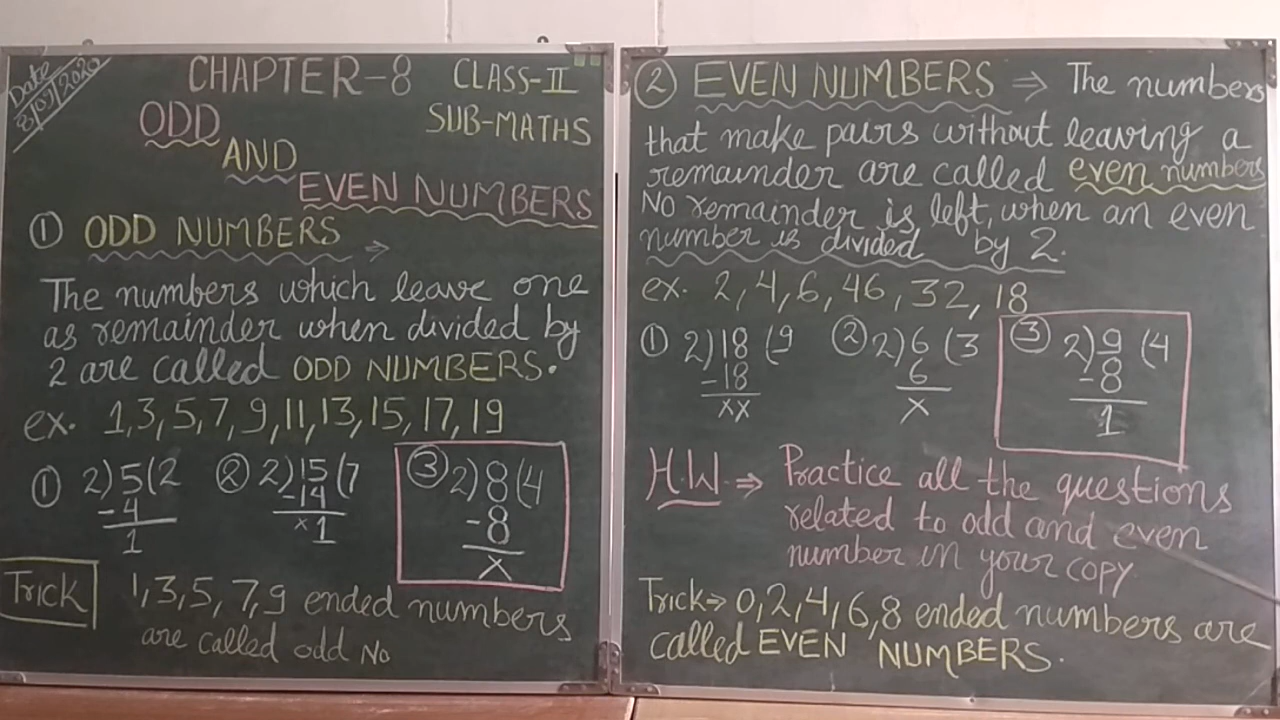 Date
8/09/2020
CHAPTER-8 CLASS-II
ODD SUB-MATHS
AND
EVEN NUMBERS
① ODD NUMBERS ⇒
The numbers which leave one
as remainder when divided by
2 are called ODD NUMBERS.
ex. 1,3,5,7,9,11,13,15,17,19
① 2)5(2 ② 2)15(7 ③ 2)8(4
-4 -14 -8
1 x1 x
Trick 1,3,5,7,9 ended numbers
are called odd No
② EVEN NUMBERS ⇒ The numbers
that make pairs without leaving a
remainder are called even numbers
No remainder is left, when an even
number is divided by 2.
ex. 2,4,6,46,32,18
① 2)18(9 ② 2)6(3 ③ 2)9(4
-18 6 -8
xx x 1
H.W ⇒ Practice all the questions
related to odd and even
number in your copy
Trick⇒ 0,2,4,6,8 ended numbers are
called EVEN NUMBERS.